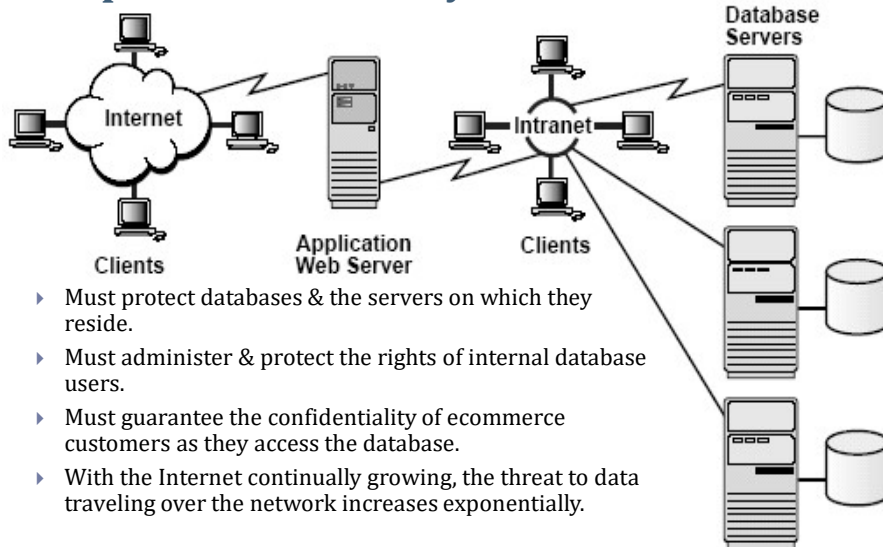 Database
Servers
Internet
Intranet
Application
Web Server
Clients
Clients
Must protect databases & the servers on which they
reside.
Must administer & protect the rights of internal database
users.
Must guarantee the confidentiality of ecommerce
customers as they access the database.
With the Internet continually growing, the threat to data
traveling over the network increases exponentially.